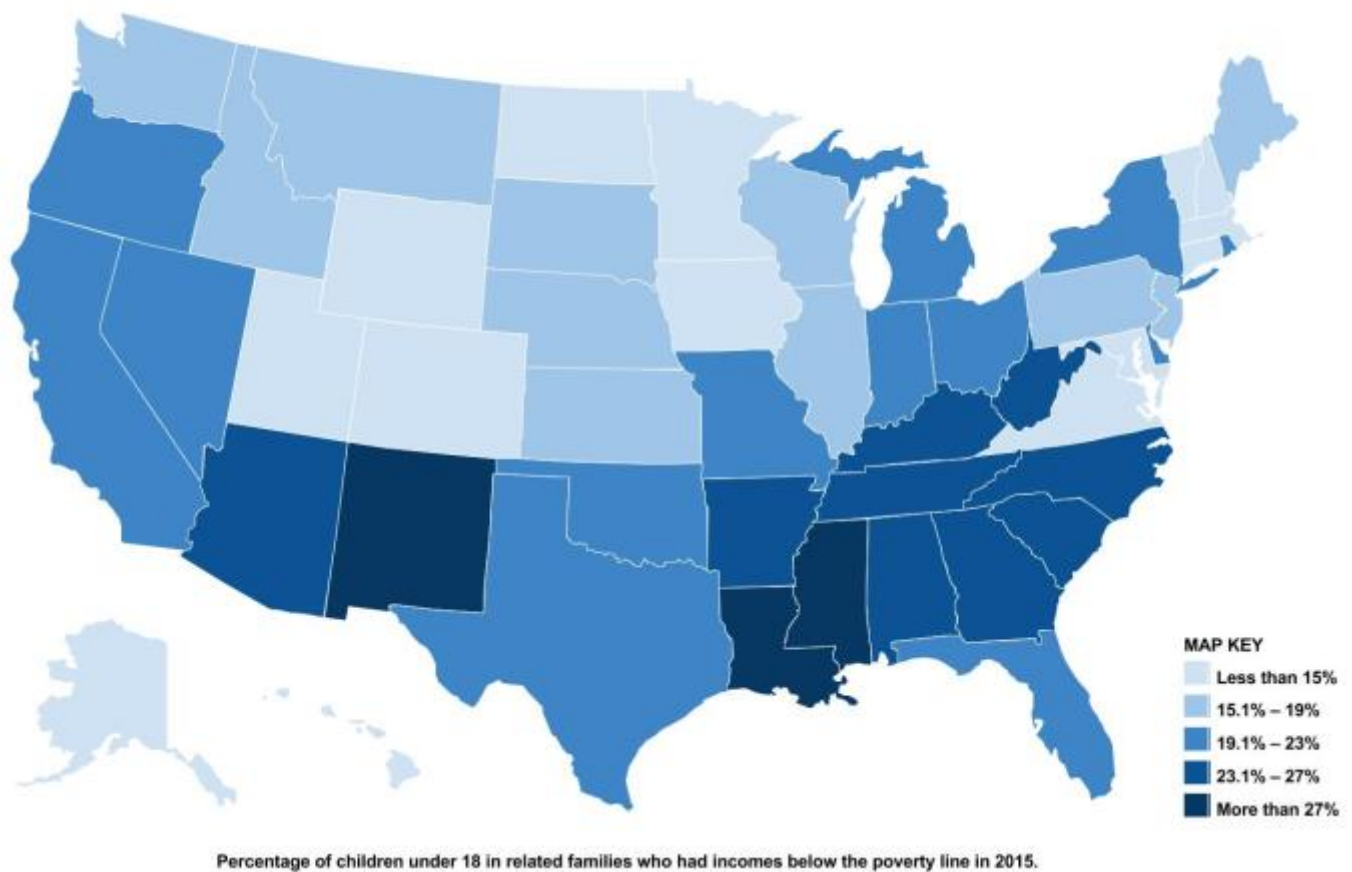 MAP KEY
Less than 15%
15.1% – 19%
19.1% – 23%
23.1% – 27%
More than 27%
Percentage of children under 18 in related families who had incomes below the poverty line in 2015.